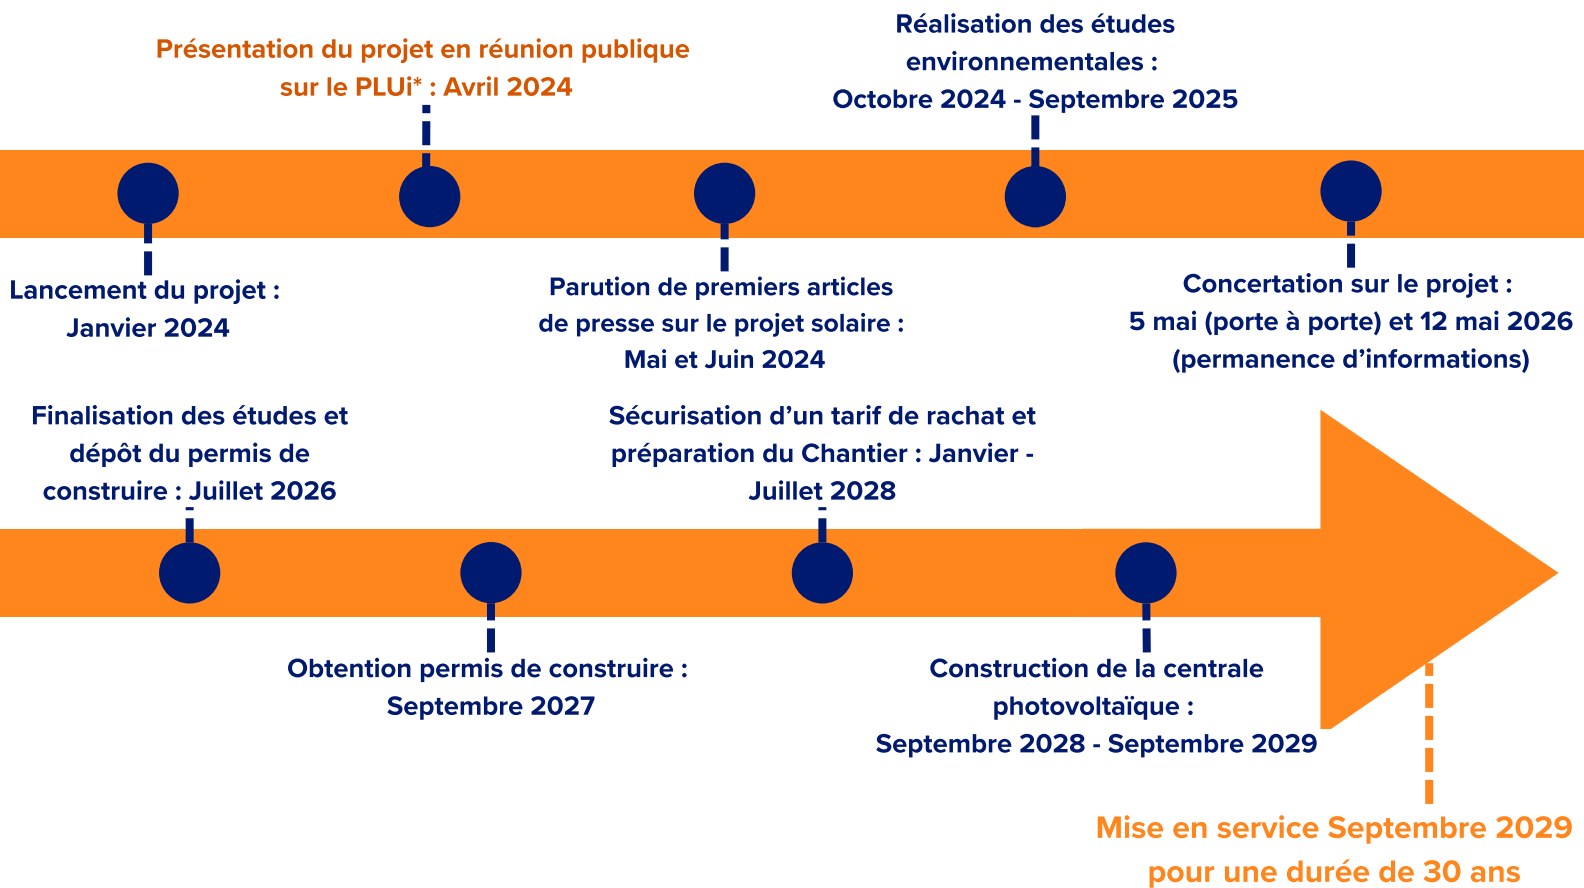 Lancement du projet :
Janvier 2024
Présentation du projet en réunion publique
sur le PLUi* : Avril 2024
Parution de premiers articles
de presse sur le projet solaire :
Mai et Juin 2024
Réalisation des études
environnementales :
Octobre 2024 - Septembre 2025
Concertation sur le projet :
5 mai (porte à porte) et 12 mai 2026
(permanence d’informations)
Finalisation des études et
dépôt du permis de
construire : Juillet 2026
Obtention permis de construire :
Septembre 2027
Sécurisation d’un tarif de rachat et
préparation du Chantier : Janvier -
Juillet 2028
Construction de la centrale
photovoltaïque :
Septembre 2028 - Septembre 2029
Mise en service Septembre 2029
pour une durée de 30 ans